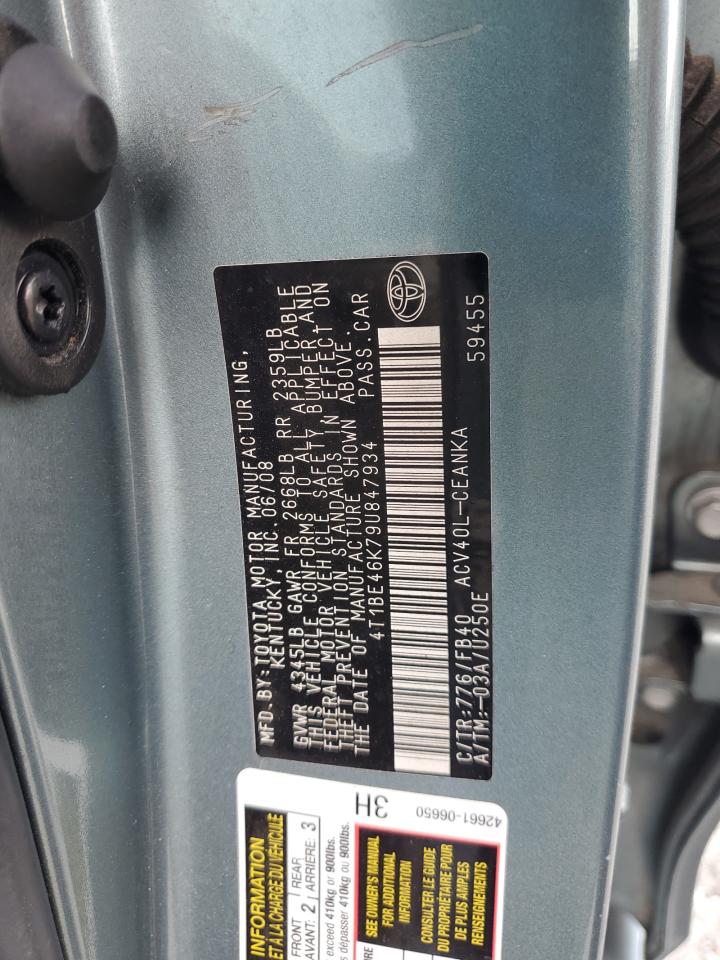 MFD.BY:TOYOTA MOTOR MANUFACTURING,
KENTUCKY, INC. 06/08
GVWR 4345LB GAWR FR 2668LB RR 2359LB
THIS VEHICLE CONFORMS TO ALL APPLICABLE
FEDERAL MOTOR VEHICLE SAFETY BUMPER, AND
THEFT PREVENTION STANDARDS IN EFFECT ON
THE DATE OF MANUFACTURE SHOWN ABOVE.
4T1BE46K79U847934 PASS.CAR
C/TR:776/FB40 ACV40L-CEANKA
A/TM:-03A/U250E 59455
INFORMATION
ET À LA CHARGE DU VÉHICULE
FRONT
AVANT: 2
REAR
ARRIÈRE: 3
exceed 410kg or 900lbs.
dépasser 410kg ou 900lbs.
SEE OWNER'S MANUAL
FOR ADDITIONAL
INFORMATION
CONSULTER LE GUIDE
DU PROPRIÉTAIRE POUR
DE PLUS AMPLES
RENSEIGNEMENTS
3H
42661-06650